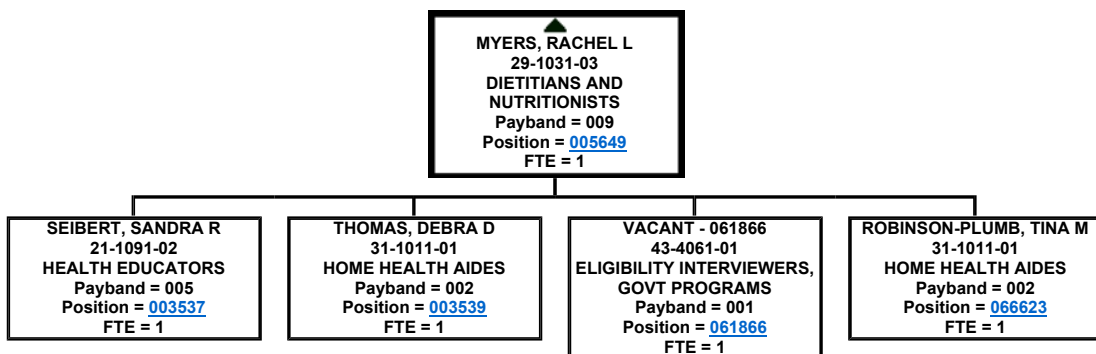 MYERS, RACHEL L
29-1031-03
DIETITIANS AND
NUTRITIONISTS
Payband = 009
Position = 005649
FTE = 1
SEIBERT, SANDRA R
21-1091-02
HEALTH EDUCATORS
Payband = 005
Position = 003537
FTE = 1
THOMAS, DEBRA D
31-1011-01
HOME HEALTH AIDES
Payband = 002
Position = 003539
FTE = 1
VACANT - 061866
43-4061-01
ELIGIBILITY INTERVIEWERS,
GOVT PROGRAMS
Payband = 001
Position = 061866
FTE = 1
ROBINSON-PLUMB, TINA M
31-1011-01
HOME HEALTH AIDES
Payband = 002
Position = 066623
FTE = 1